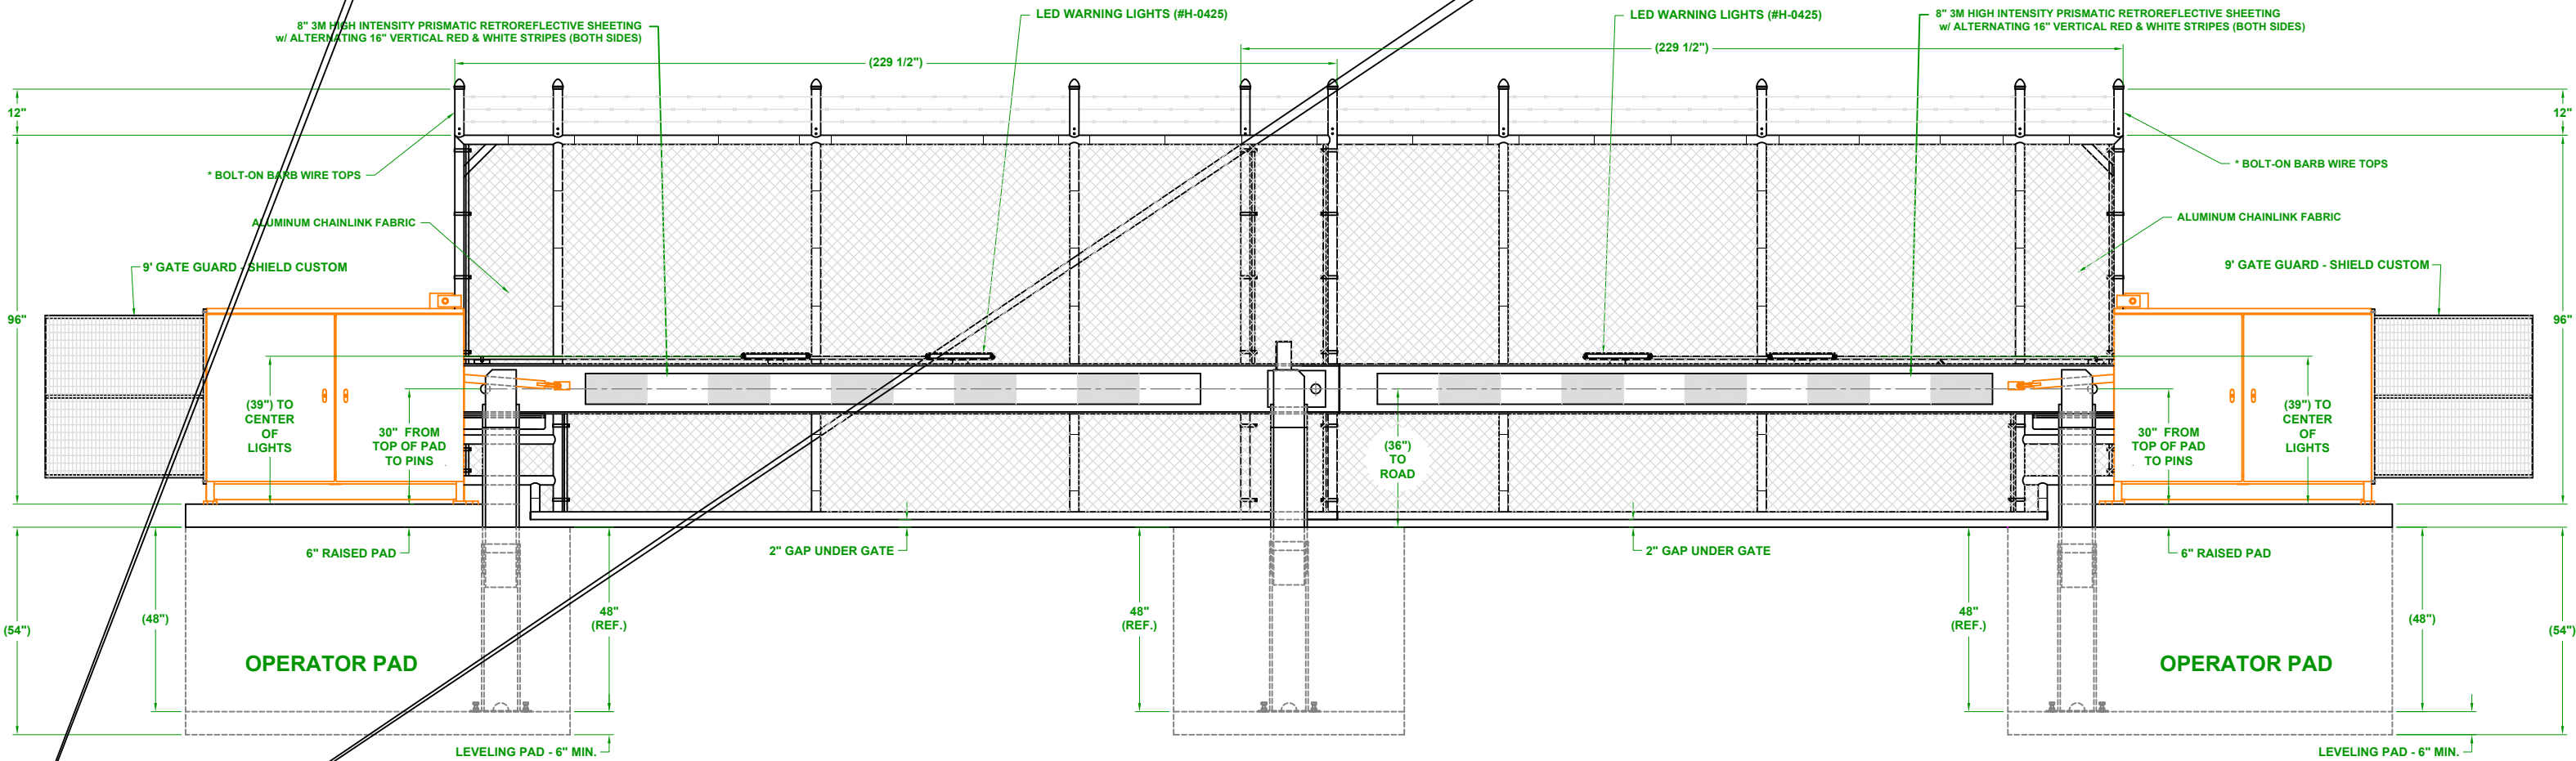 8" 3M HIGH INTENSITY PRISMATIC RETROREFLECTIVE SHEETING
w/ ALTERNATING 16" VERTICAL RED & WHITE STRIPES (BOTH SIDES)
LED WARNING LIGHTS (#H-0425)
LED WARNING LIGHTS (#H-0425)
8" 3M HIGH INTENSITY PRISMATIC RETROREFLECTIVE SHEETING
w/ ALTERNATING 16" VERTICAL RED & WHITE STRIPES (BOTH SIDES)
(229 1/2")
(229 1/2")
12"
12"
* BOLT-ON BARB WIRE TOPS
* BOLT-ON BARB WIRE TOPS
ALUMINUM CHAINLINK FABRIC
ALUMINUM CHAINLINK FABRIC
9' GATE GUARD - SHIELD CUSTOM
9' GATE GUARD - SHIELD CUSTOM
96"
96"
(39") TO
CENTER
OF
LIGHTS
30" FROM
TOP OF PAD
TO PINS
(36")
TO
ROAD
30" FROM
TOP OF PAD
TO PINS
(39") TO
CENTER
OF
LIGHTS
6" RAISED PAD
2" GAP UNDER GATE
2" GAP UNDER GATE
6" RAISED PAD
(54")
(48")
48"
(REF.)
48"
(REF.)
48"
(REF.)
(48")
(54")
OPERATOR PAD
OPERATOR PAD
LEVELING PAD - 6" MIN.
LEVELING PAD - 6" MIN.